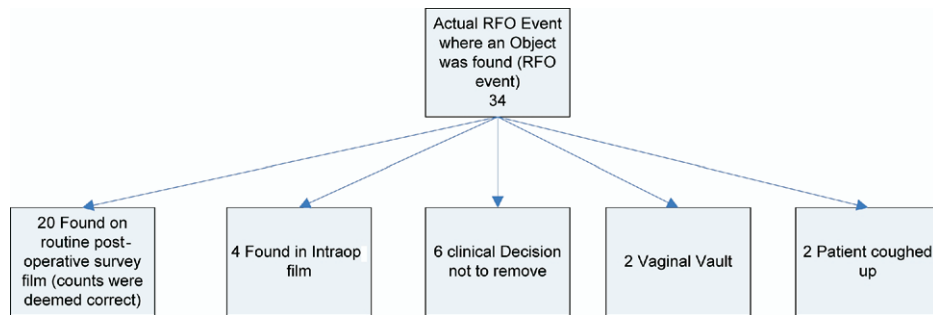 Actual RFO Event
where an Object
was found (RFO
event)
34
20 Found on
routine post-
operative survey
film (counts were
deemed correct)
4 Found in Intraop
film
6 clinical Decision
not to remove
2 Vaginal Vault
2 Patient coughed
up